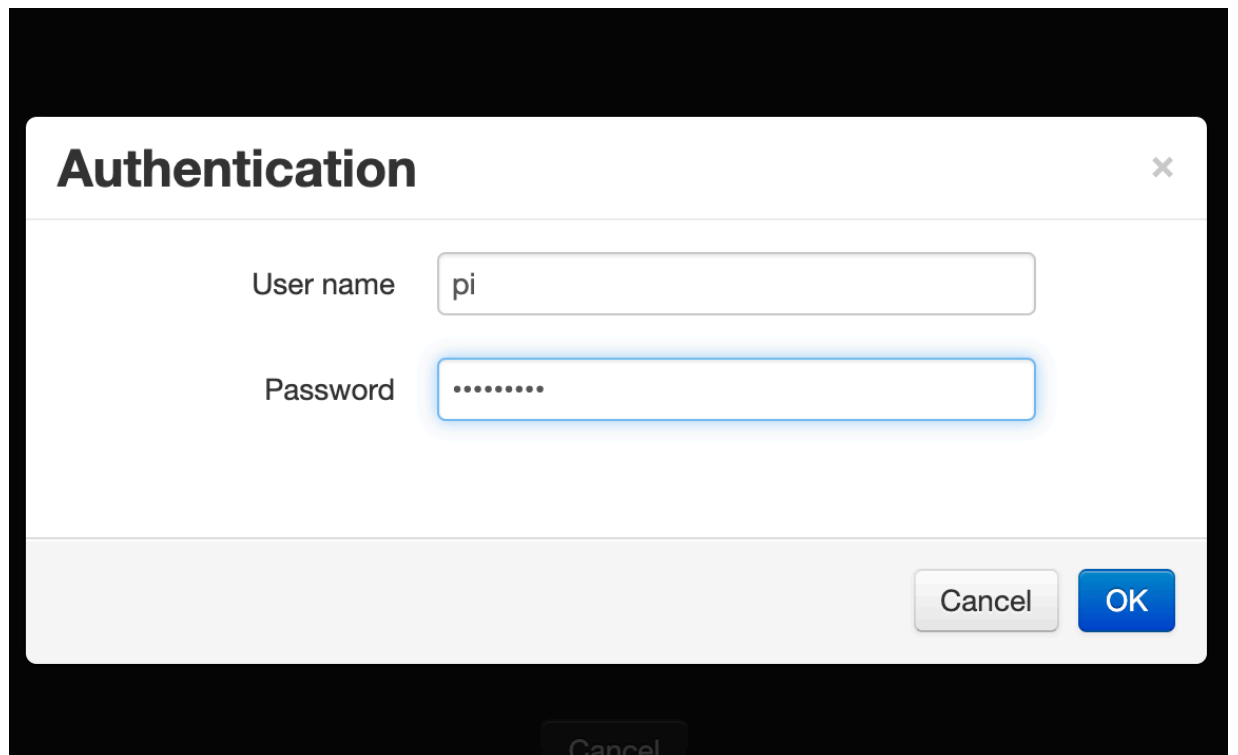 Authentication
×
User name
pi
Password
•••••••••
Cancel
OK
Cancel